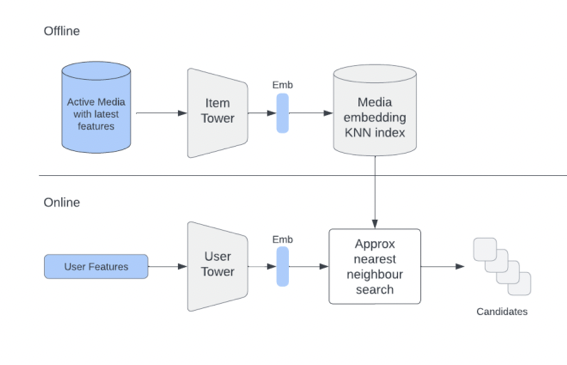 Offline
Active Media
with latest
features
Item
Tower
Emb
Media
embedding
KNN index
Online
User Features
User
Tower
Emb
Approx
nearest
neighbour
search
Candidates